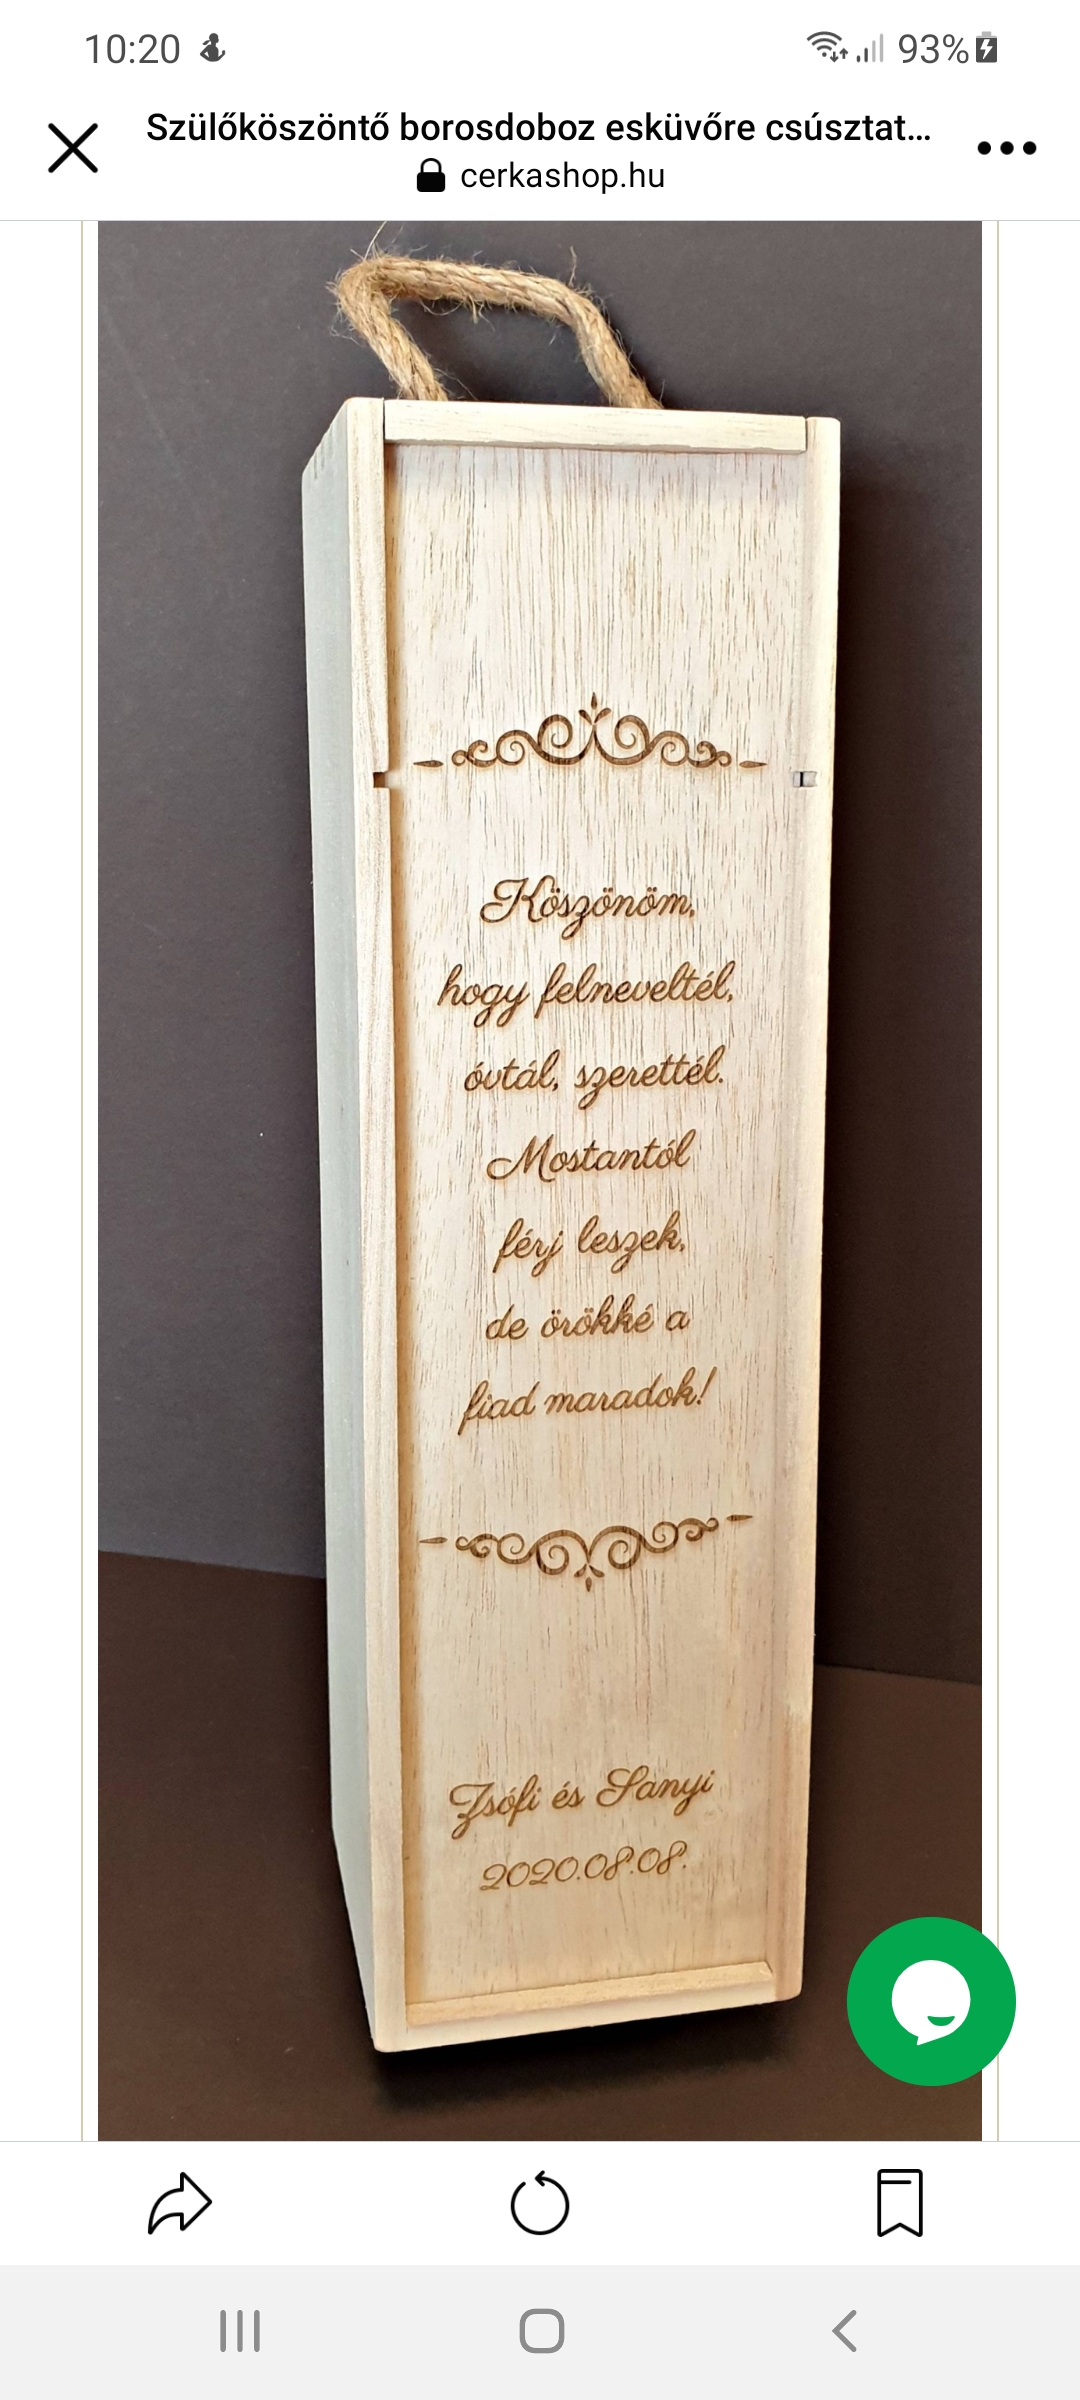 10:20
93%
Szülőköszöntő borosdoboz esküvőre csúsztat...
cerkashop.hu
Köszönöm,
hogy felneveltél,
óvtál, szerettél.
Mostantól
férj leszek,
de örökké a
fiad maradok!
Zsófi és Sanyi
2020.08.08.